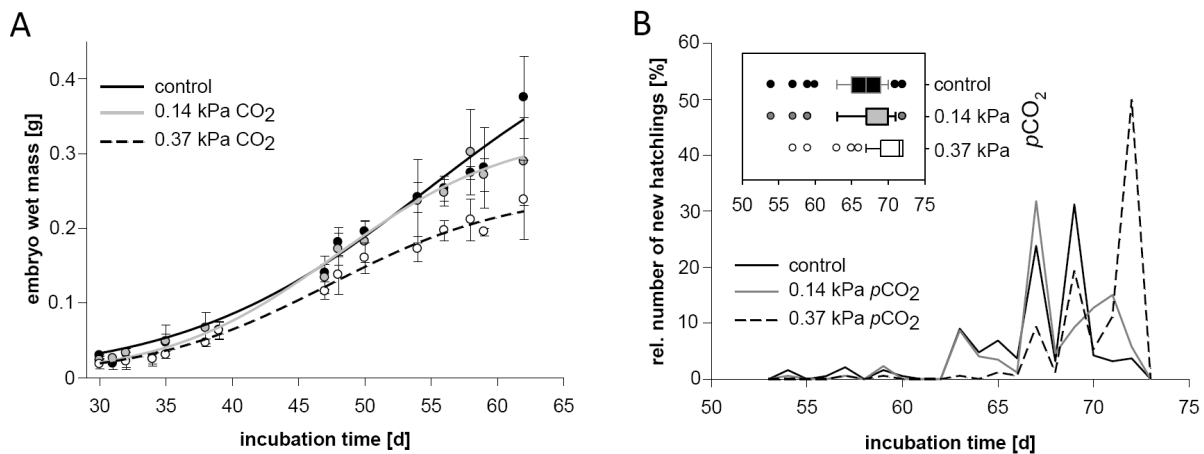 A
embryo wet mass [g]
0.4
0.3
0.2
0.1
0
control
0.14 kPa CO₂
0.37 kPa CO₂
30 35 40 45 50 55 60 65
incubation time [d]
B
rel. number of new hatchlings [%]
60
50
40
30
20
10
0
control
0.14 kPa
0.37 kPa
pCO₂
50 55 60 65 70 75
control
0.14 kPa pCO₂
0.37 kPa pCO₂
50 55 60 65 70 75
incubation time [d]